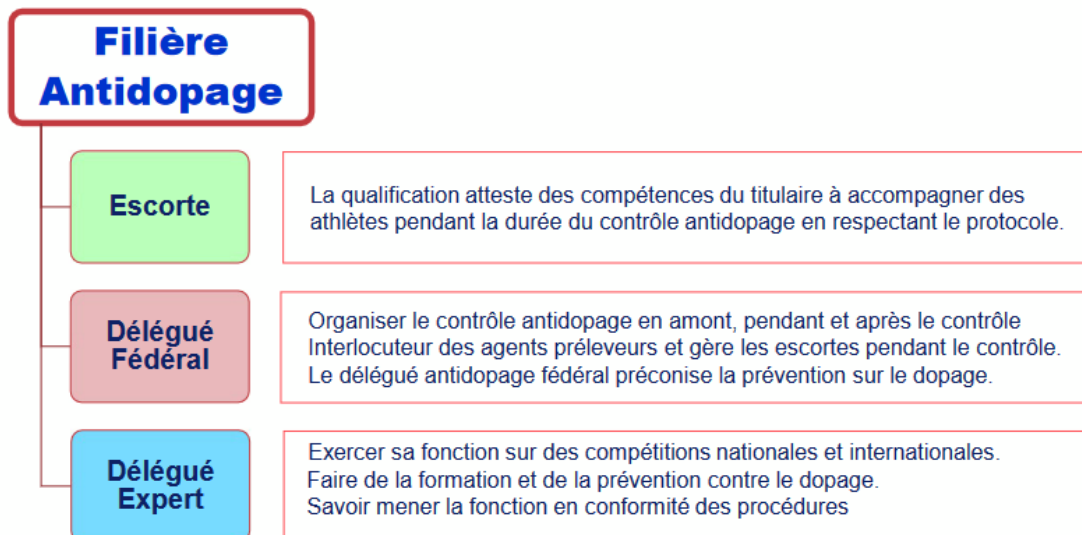 Filière
Antidopage
Escorte
La qualification atteste des compétences du titulaire à accompagner des
athlètes pendant la durée du contrôle antidopage en respectant le protocole.
Délégué
Fédéral
Organiser le contrôle antidopage en amont, pendant et après le contrôle
Interlocuteur des agents préleveurs et gère les escortes pendant le contrôle.
Le délégué antidopage fédéral préconise la prévention sur le dopage.
Délégué
Expert
Exercer sa fonction sur des compétitions nationales et internationales.
Faire de la formation et de la prévention contre le dopage.
Savoir mener la fonction en conformité des procédures